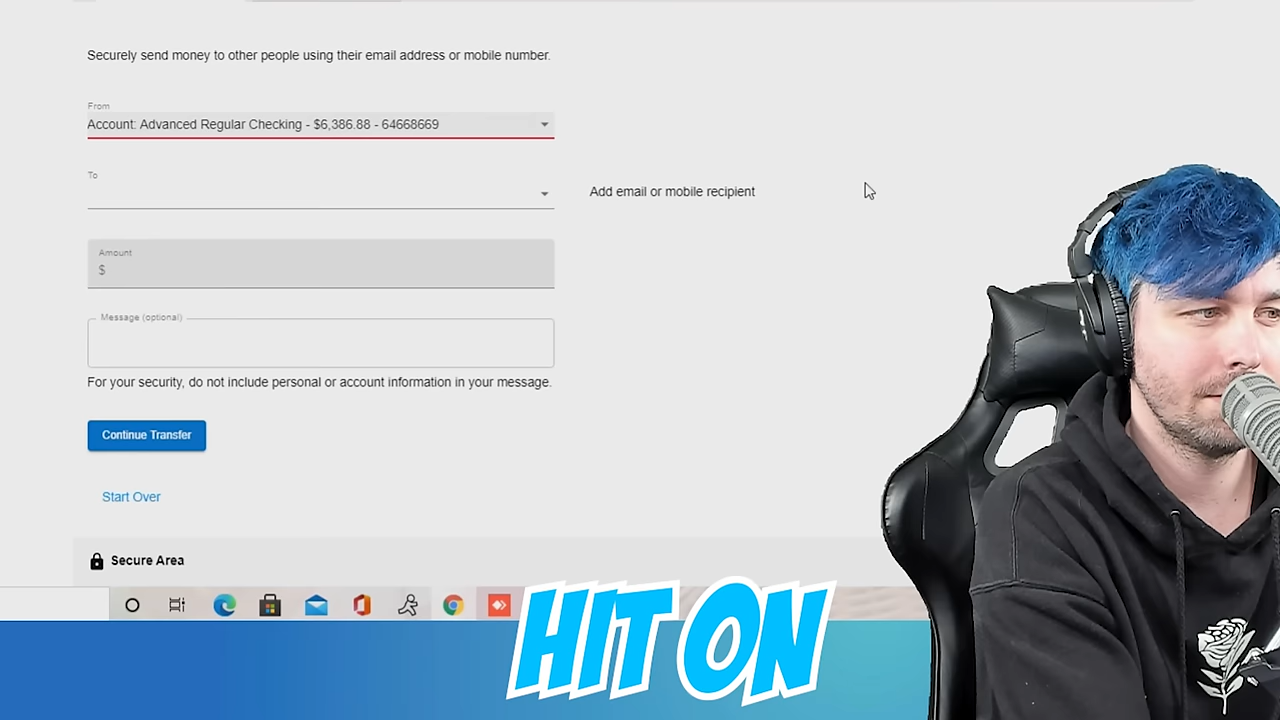 Securely send money to other people using their email address or mobile number.
From
Account: Advanced Regular Checking - $6,386.88 - 64668669
To
Add email or mobile recipient
Amount
$
Message (optional)
For your security, do not include personal or account information in your message.
Continue Transfer
Start Over
Secure Area
HIT ON